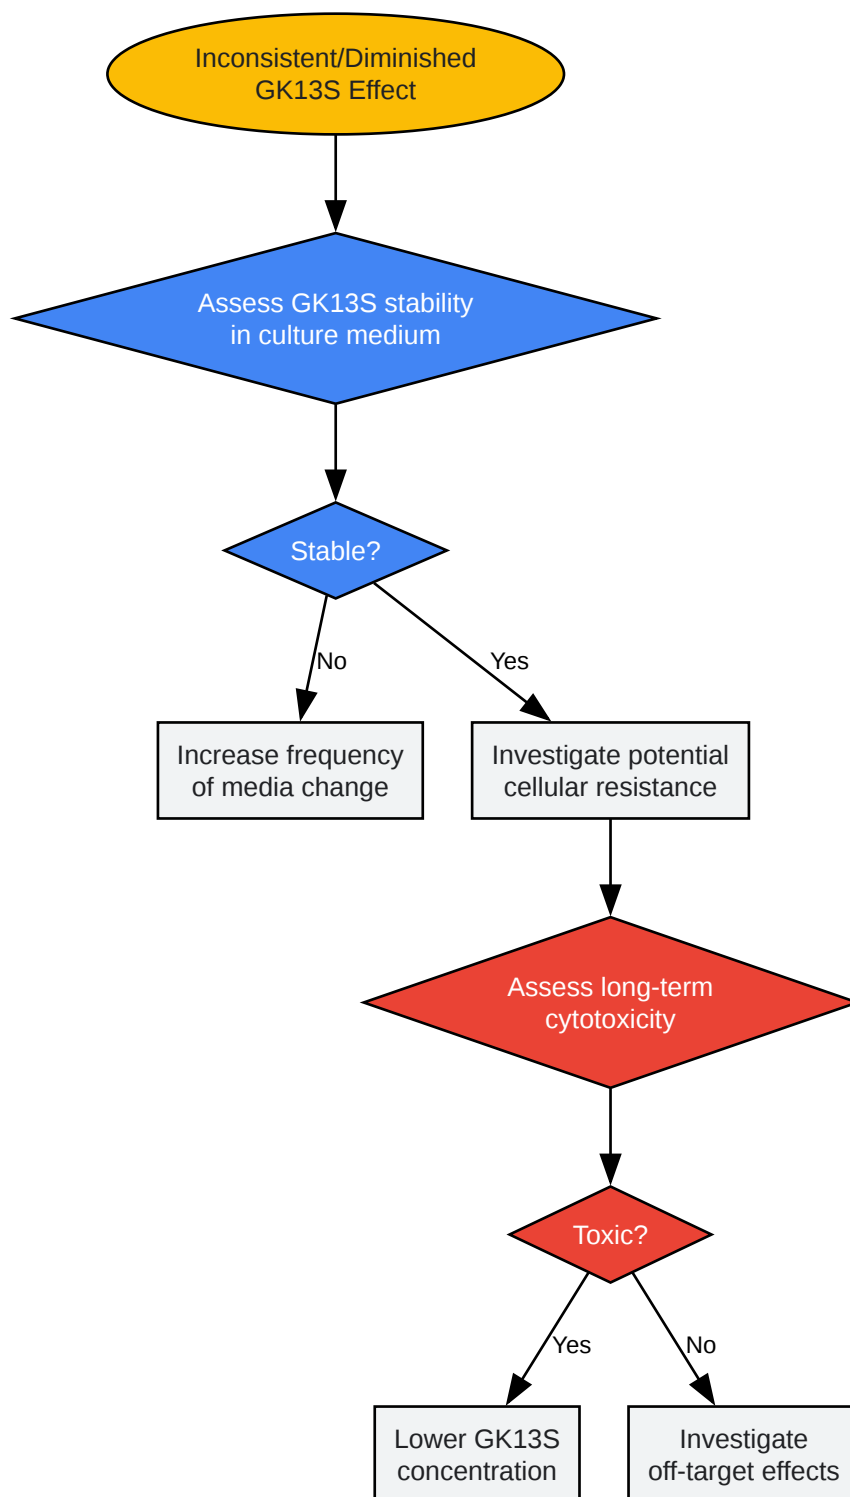 Inconsistent/Diminished
GK13S Effect
Assess GK13S stability
in culture medium
Stable?
No
Yes
Increase frequency
of media change
Investigate potential
cellular resistance
Assess long-term
cytotoxicity
Toxic?
Yes
No
Lower GK13S
concentration
Investigate
off-target effects